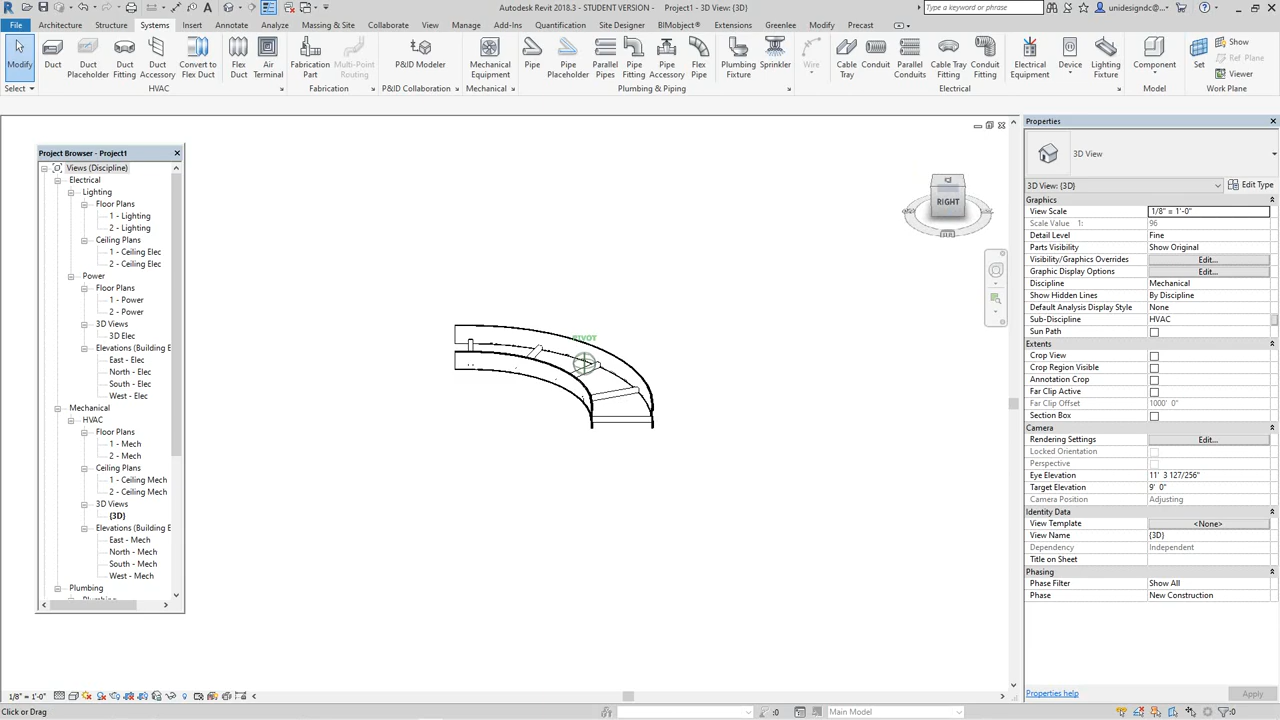 Autodesk Revit 2018.3 - STUDENT VERSION - Project1 - 3D View: {3D}
Type a keyword or phrase
unidesigndc...
File Architecture Structure Systems Insert Annotate Analyze Massing & Site Collaborate View Manage Add-Ins Quantification Site Designer BIMobject® Extensions Greenlee Modify Precast
Modify
Duct
Duct Placeholder
Duct Fitting
Duct Accessory
Convert to Flex Duct
Flex Duct
Air Terminal
Fabrication Part
Multi-Point Routing
P&ID Modeler
Mechanical Equipment
Pipe
Pipe Placeholder
Parallel Pipes
Pipe Fitting
Pipe Accessory
Flex Pipe
Plumbing Fixture
Sprinkler
Wire
Cable Tray
Conduit
Parallel Conduits
Cable Tray Fitting
Conduit Fitting
Electrical Equipment
Device
Lighting Fixture
Component
Set
Show
Ref Plane
Viewer
Select HVAC Fabrication P&ID Collaboration Mechanical Plumbing & Piping Electrical Model Work Plane
Project Browser - Project1
Views (Discipline)
Electrical
Lighting
Floor Plans
1 - Lighting
2 - Lighting
Ceiling Plans
1 - Ceiling Elec
2 - Ceiling Elec
Power
Floor Plans
1 - Power
2 - Power
3D Views
3D Elec
Elevations (Building E
East - Elec
North - Elec
South - Elec
West - Elec
Mechanical
HVAC
Floor Plans
1 - Mech
2 - Mech
Ceiling Plans
1 - Ceiling Mech
2 - Ceiling Mech
3D Views
{3D}
Elevations (Building E
East - Mech
North - Mech
South - Mech
West - Mech
Plumbing
PIVOT
RIGHT
Properties
3D View
3D View: {3D} Edit Type
Graphics
View Scale 1/8" = 1'-0"
Scale Value 1: 96
Detail Level Fine
Parts Visibility Show Original
Visibility/Graphics Overrides Edit...
Graphic Display Options Edit...
Discipline Mechanical
Show Hidden Lines By Discipline
Default Analysis Display Style None
Sub-Discipline HVAC
Sun Path
Extents
Crop View
Crop Region Visible
Annotation Crop
Far Clip Active
Far Clip Offset 1000' 0"
Section Box
Camera
Rendering Settings Edit...
Locked Orientation
Perspective
Eye Elevation 11' 3 127/256"
Target Elevation 9' 0"
Camera Position Adjusting
Identity Data
View Template <None>
View Name {3D}
Dependency Independent
Title on Sheet
Phasing
Phase Filter Show All
Phase New Construction
Properties help Apply
1/8" = 1'-0"
Click or Drag
:0
Main Model
:0